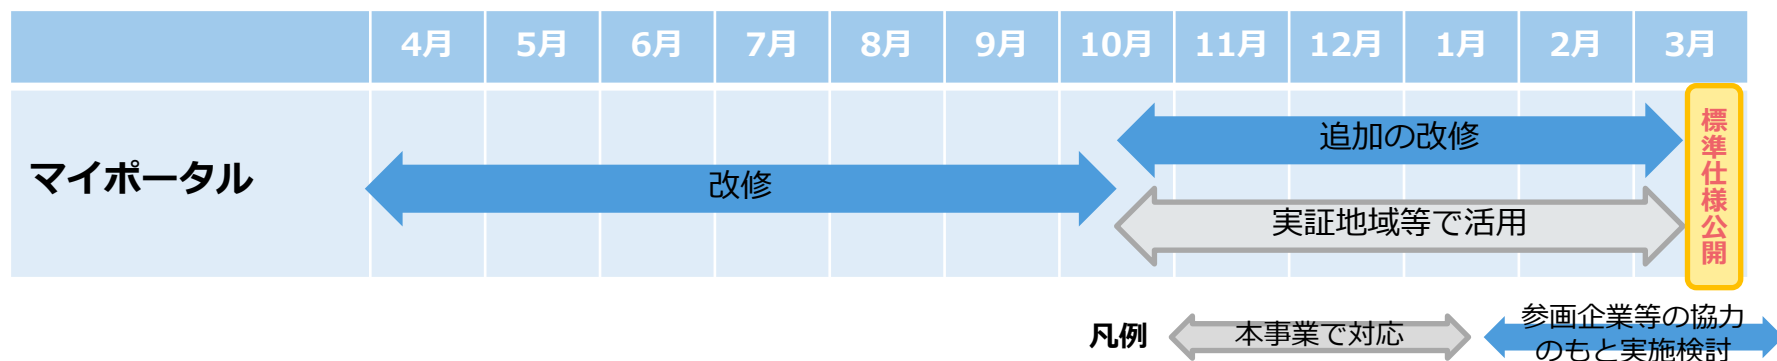 4月 5月 6月 7月 8月 9月 10月 11月 12月 1月 2月 3月
マイポータル
改修
追加の改修
実証地域等で活用
標準仕様公開
凡例
本事業で対応
参画企業等の協力
のもと実施検討